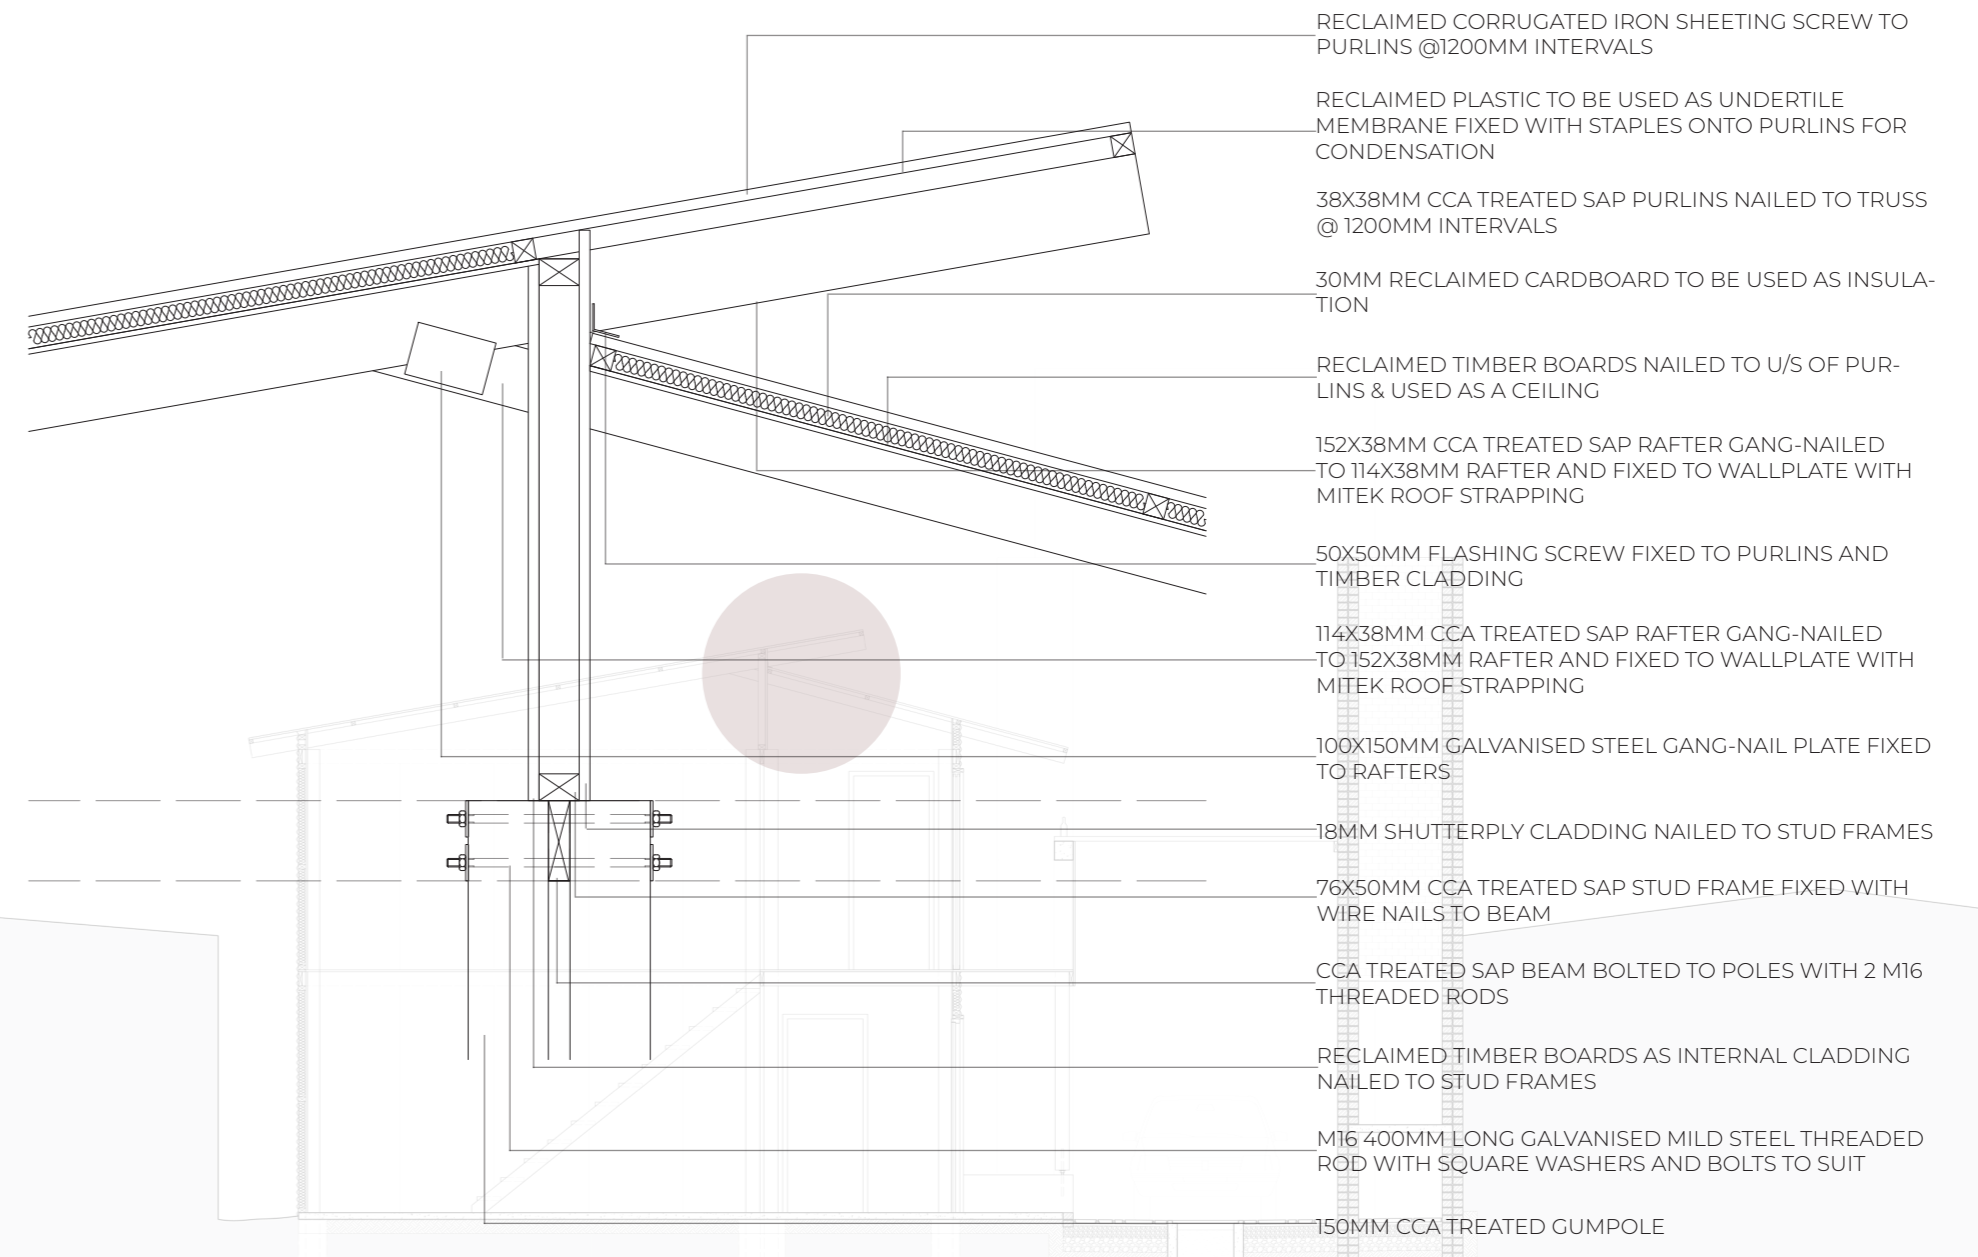 RECLAIMED CORRUGATED IRON SHEETING SCREW TO
PURLINS @1200MM INTERVALS
RECLAIMED PLASTIC TO BE USED AS UNDERTILE
MEMBRANE FIXED WITH STAPLES ONTO PURLINS FOR
CONDENSATION
38X38MM CCA TREATED SAP PURLINS NAILED TO TRUSS
@ 1200MM INTERVALS
30MM RECLAIMED CARDBOARD TO BE USED AS INSULA-
TION
RECLAIMED TIMBER BOARDS NAILED TO U/S OF PUR-
LINS & USED AS A CEILING
152X38MM CCA TREATED SAP RAFTER GANG-NAILED
TO 114X38MM RAFTER AND FIXED TO WALLPLATE WITH
MITEK ROOF STRAPPING
50X50MM FLASHING SCREW FIXED TO PURLINS AND
TIMBER CLADDING
114X38MM CCA TREATED SAP RAFTER GANG-NAILED
TO 152X38MM RAFTER AND FIXED TO WALLPLATE WITH
MITEK ROOF STRAPPING
100X150MM GALVANISED STEEL GANG-NAIL PLATE FIXED
TO RAFTERS
18MM SHUTTERPLY CLADDING NAILED TO STUD FRAMES
76X50MM CCA TREATED SAP STUD FRAME FIXED WITH
WIRE NAILS TO BEAM
CCA TREATED SAP BEAM BOLTED TO POLES WITH 2 M16
THREADED RODS
RECLAIMED TIMBER BOARDS AS INTERNAL CLADDING
NAILED TO STUD FRAMES
M16 400MM LONG GALVANISED MILD STEEL THREADED
ROD WITH SQUARE WASHERS AND BOLTS TO SUIT
150MM CCA TREATED GUMPOLE